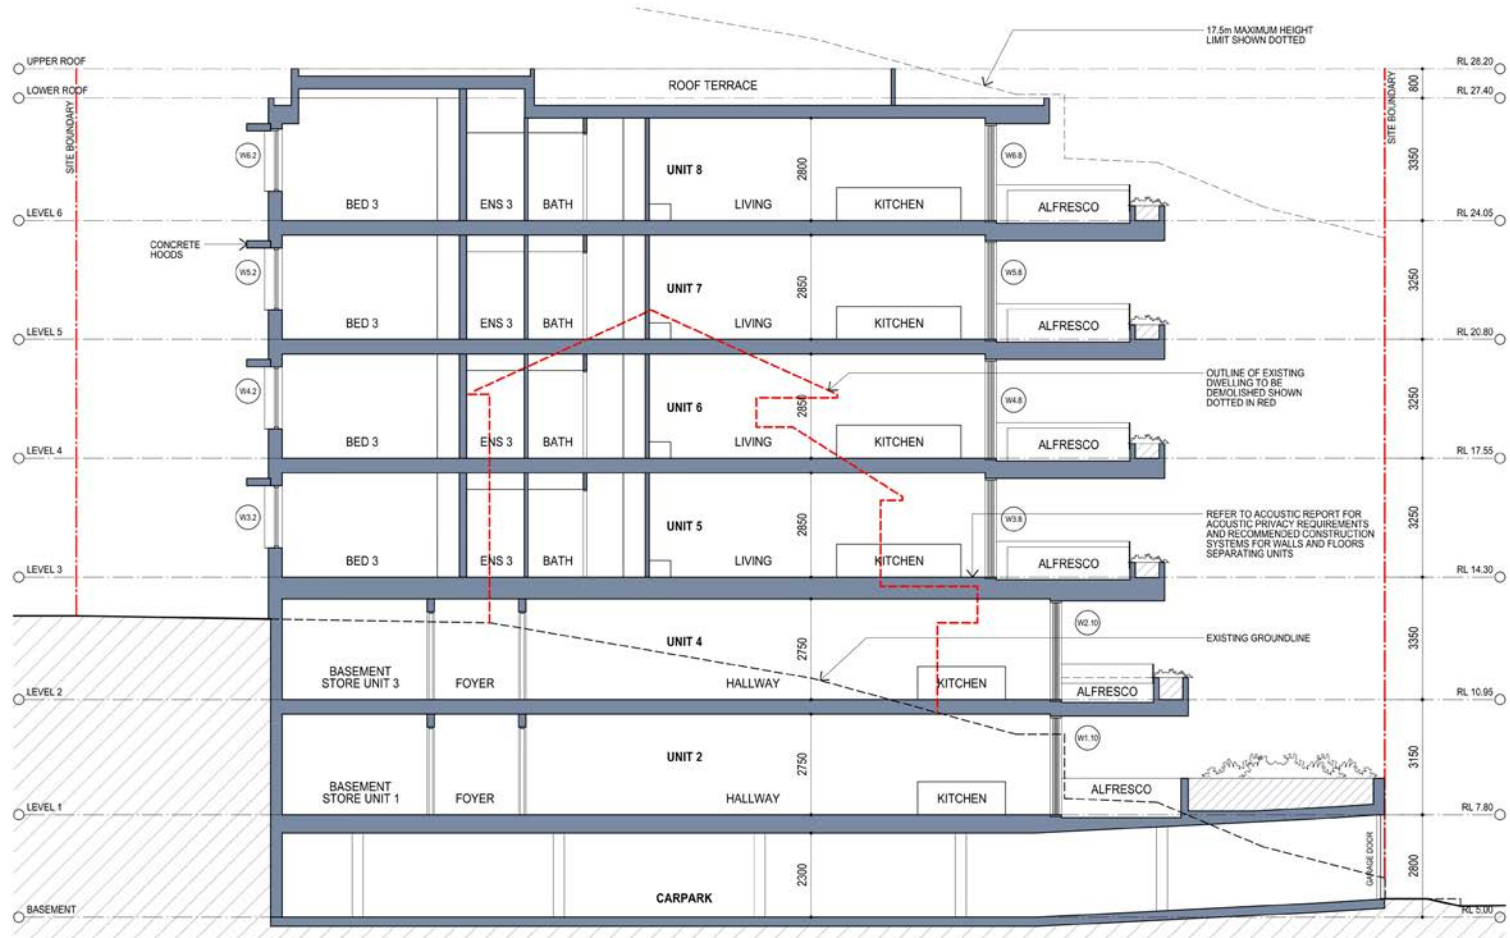 17.5m MAXIMUM HEIGHT
LIMIT SHOWN DOTTED
UPPER ROOF
RL 28.20
ROOF TERRACE
800
LOWER ROOF
RL 27.40
SITE BOUNDARY
SITE BOUNDARY
W6.2
UNIT 8
2800
W6.8
3350
BED 3
ENS 3
BATH
LIVING
KITCHEN
ALFRESCO
LEVEL 6
RL 24.05
CONCRETE
HOODS
W5.2
UNIT 7
2850
W5.8
3250
BED 3
ENS 3
BATH
LIVING
KITCHEN
ALFRESCO
LEVEL 5
RL 20.80
OUTLINE OF EXISTING
DWELLING TO BE
DEMOLISHED SHOWN
DOTTED IN RED
W4.2
UNIT 6
2850
W4.8
3250
BED 3
ENS 3
BATH
LIVING
KITCHEN
ALFRESCO
LEVEL 4
RL 17.55
W3.2
UNIT 5
2850
W3.8
3250
REFER TO ACOUSTIC REPORT FOR
ACOUSTIC PRIVACY REQUIREMENTS
AND RECOMMENDED CONSTRUCTION
SYSTEMS FOR WALLS AND FLOORS
SEPARATING UNITS
BED 3
ENS 3
BATH
LIVING
KITCHEN
ALFRESCO
LEVEL 3
RL 14.30
W2.10
UNIT 4
2750
EXISTING GROUNDLINE
3350
BASEMENT
STORE UNIT 3
FOYER
HALLWAY
KITCHEN
ALFRESCO
LEVEL 2
RL 10.95
W1.10
UNIT 2
2750
3150
BASEMENT
STORE UNIT 1
FOYER
HALLWAY
KITCHEN
ALFRESCO
LEVEL 1
RL 7.80
2300
GARAGE DOOR
2800
CARPARK
BASEMENT
RL 5.00